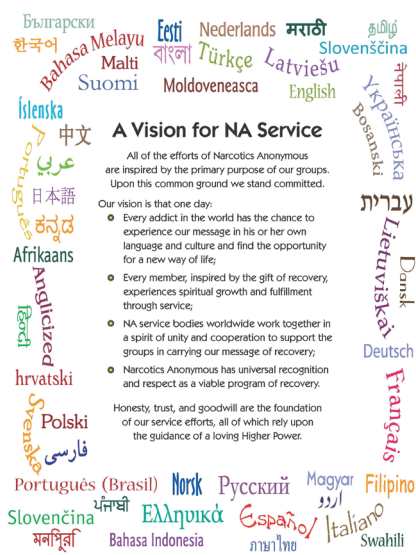 Български
Eesti
Nederlands
मराठी
தமிழ்
한국어
Bahasa Melayu
Malti
বাংলা
Türkçe
Latviešu
Slovenščina
नेपाली
Suomi
Moldoveneasca
English
Українська
Bosanski
Íslenska
中文
Português
عربي
日本語
ಕನ್ನಡ
Afrikaans
Anglicized
हिन्दी
hrvatski
Svenska
Polski
فارسی
A Vision for NA Service
All of the efforts of Narcotics Anonymous
are inspired by the primary purpose of our groups.
Upon this common ground we stand committed.
Our vision is that one day:
Every addict in the world has the chance to
experience our message in his or her own
language and culture and find the opportunity
for a new way of life;
Every member, inspired by the gift of recovery,
experiences spiritual growth and fulfillment
through service;
NA service bodies worldwide work together in
a spirit of unity and cooperation to support the
groups in carrying our message of recovery;
Narcotics Anonymous has universal recognition
and respect as a viable program of recovery.
Honesty, trust, and goodwill are the foundation
of our service efforts, all of which rely upon
the guidance of a loving Higher Power.
עברית
Lietuviškai
Dansk
Deutsch
Français
Português (Brasil)
Norsk
Русский
Magyar
Filipino
Slovenčina
ਪੰਜਾਬੀ
Ελληνικά
Español
اردو
Italiano
Bahasa Indonesia
ภาษาไทย
Swahili